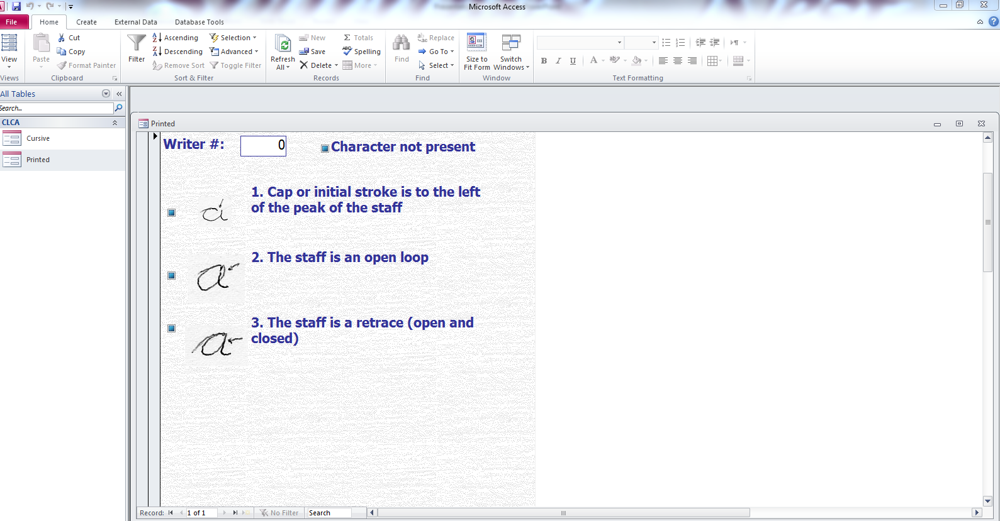 Microsoft Access
File Home Create External Data Database Tools
View
Views
Paste
Cut
Copy
Format Painter
Clipboard
Filter
Ascending
Descending
Remove Sort
Selection
Advanced
Toggle Filter
Sort & Filter
Refresh All
New
Save
Delete
Totals
Spelling
More
Records
Find
Replace
Go To
Select
Find
Size to Fit Form
Switch Windows
Window
B I U A
Text Formatting
All Tables
Search...
CLCA
Cursive
Printed
Printed
Writer #: 0 Character not present
1. Cap or initial stroke is to the left
of the peak of the staff
a
2. The staff is an open loop
a
3. The staff is a retrace (open and
closed)
a
Record: 1 of 1 No Filter Search